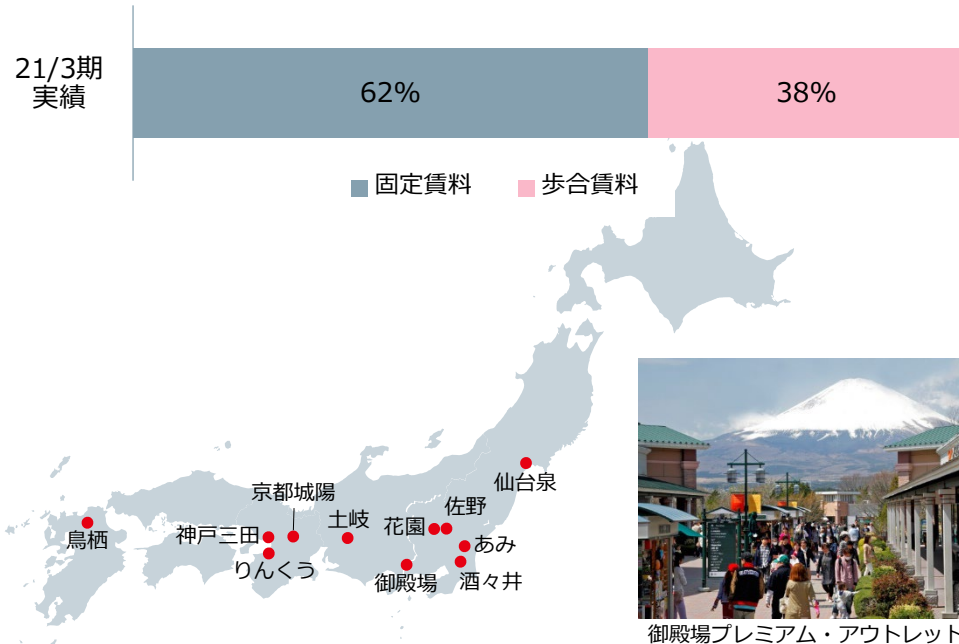 21/3期
実績
62%
38%
固定賃料
歩合賃料
仙台泉
京都城陽
佐野
土岐
花園
神戸三田
鳥栖
あみ
りんくう
御殿場
酒々井
御殿場プレミアム・アウトレット